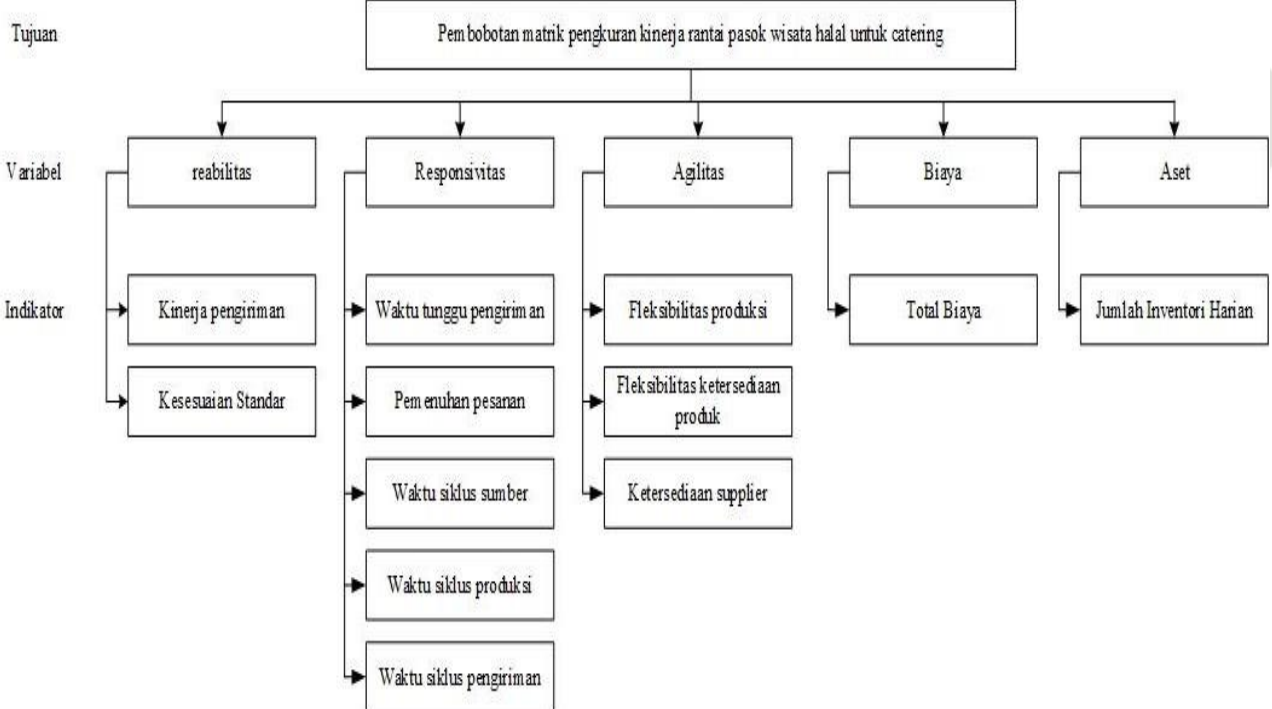 Tujuan
Pembobotan matrik pengkuran kinerja rantai pasok wisata halal untuk catering
Variabel
reabilitas
Responsivitas
Agilitas
Biaya
Aset
Indikator
Kinerja pengiriman
Waktu tunggu pengiriman
Fleksibilitas produksi
Total Biaya
Jumlah Inventori Harian
Kesesuaian Standar
Pemenuhan pesanan
Fleksibilitas ketersediaan
produk
Waktu siklus sumber
Ketersediaan supplier
Waktu siklus produksi
Waktu siklus pengiriman